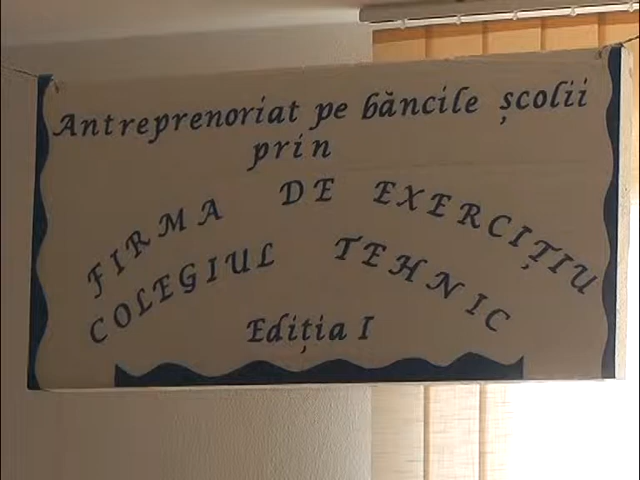 Antreprenoriat pe băncile școlii
prin
FIRMA DE EXERCIȚIU
COLEGIUL TEHNIC
Ediția I